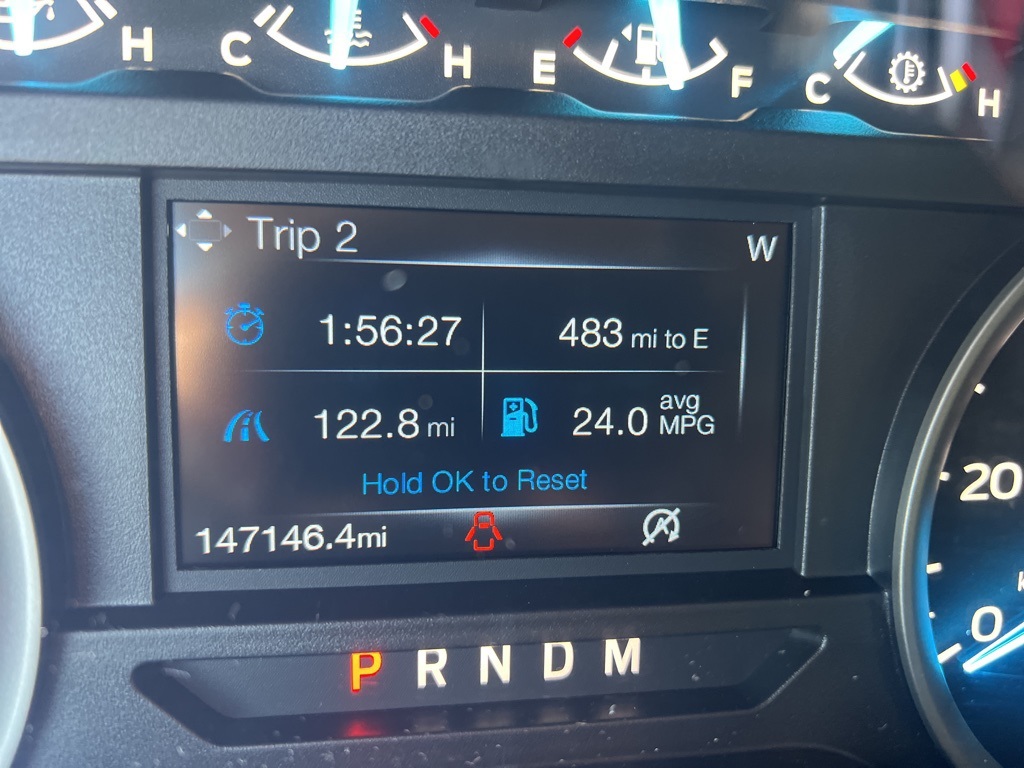 H C H E F C H
Trip 2 W
1:56:27 483 mi to E
122.8 mi 24.0 avg MPG
Hold OK to Reset
147146.4mi
P R N D M
20
0